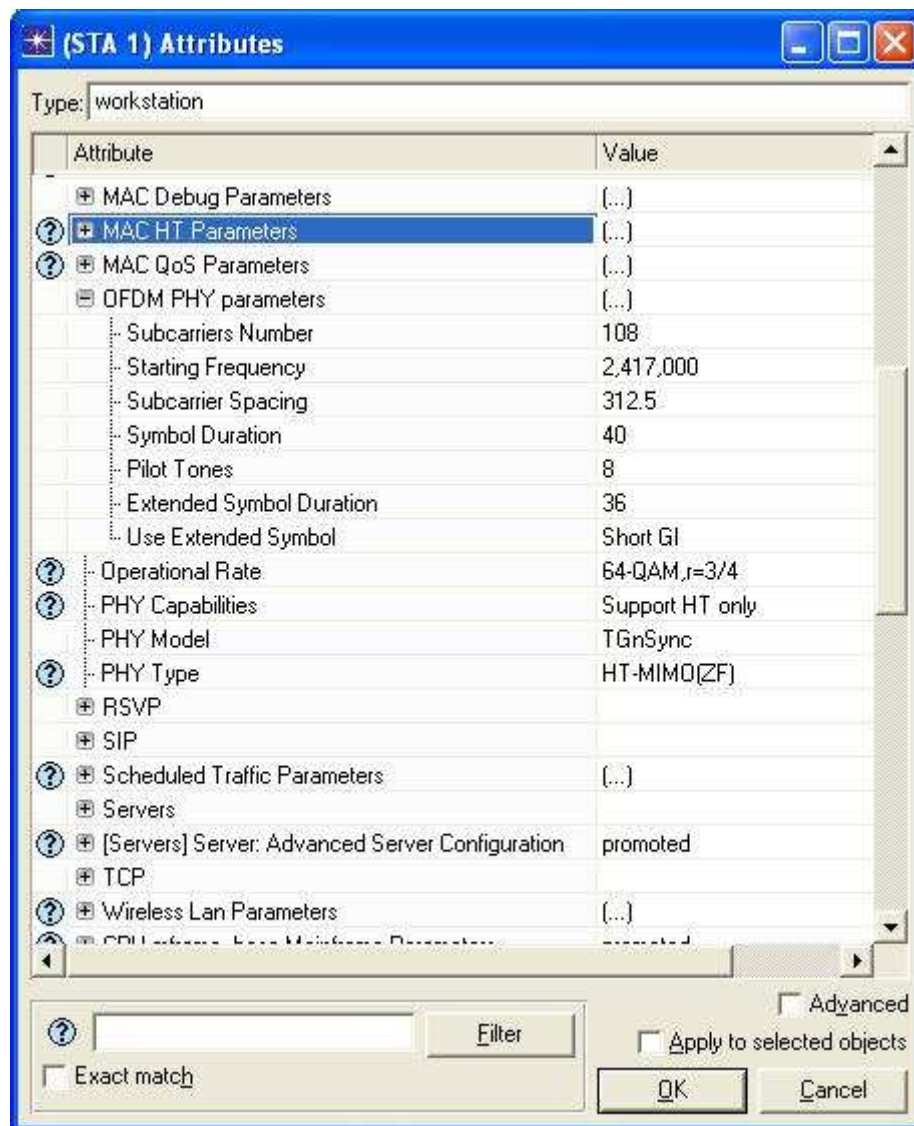 (STA 1) Attributes
Type: workstation
Attribute Value
MAC Debug Parameters (...)
MAC HT Parameters (...)
MAC QoS Parameters (...)
OFDM PHY parameters (...)
Subcarriers Number 108
Starting Frequency 2,417,000
Subcarrier Spacing 312.5
Symbol Duration 40
Pilot Tones 8
Extended Symbol Duration 36
Use Extended Symbol Short GI
Operational Rate 64-QAM,r=3/4
PHY Capabilities Support HT only
PHY Model TGnSync
PHY Type HT-MIMO(ZF)
RSVP
SIP
Scheduled Traffic Parameters (...)
Servers
[Servers] Server: Advanced Server Configuration promoted
TCP
Wireless Lan Parameters (...)
Advanced
Filter
Apply to selected objects
Exact match
OK Cancel